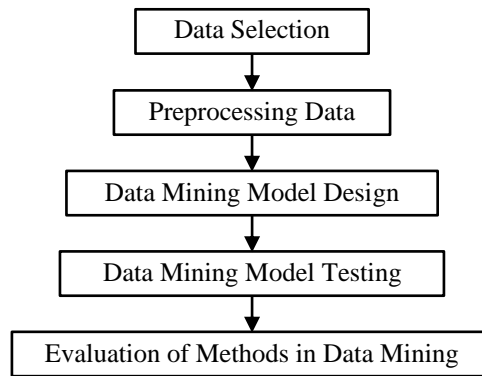 Data Selection
Preprocessing Data
Data Mining Model Design
Data Mining Model Testing
Evaluation of Methods in Data Mining